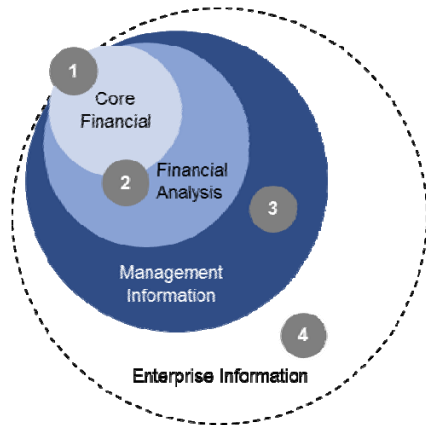 1
Core
Financial
2
Financial
Analysis
3
Management
Information
4
Enterprise Information